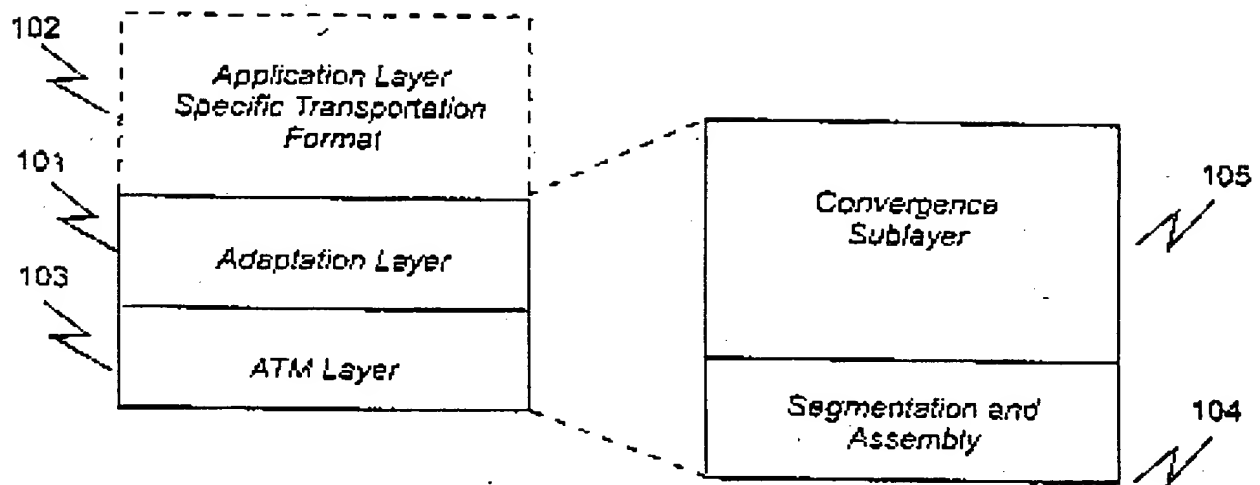 102
Application Layer
Specific Transportation
Format
101
Adaptation Layer
103
ATM Layer
Convergence
Sublayer
105
Segmentation and
Assembly
104